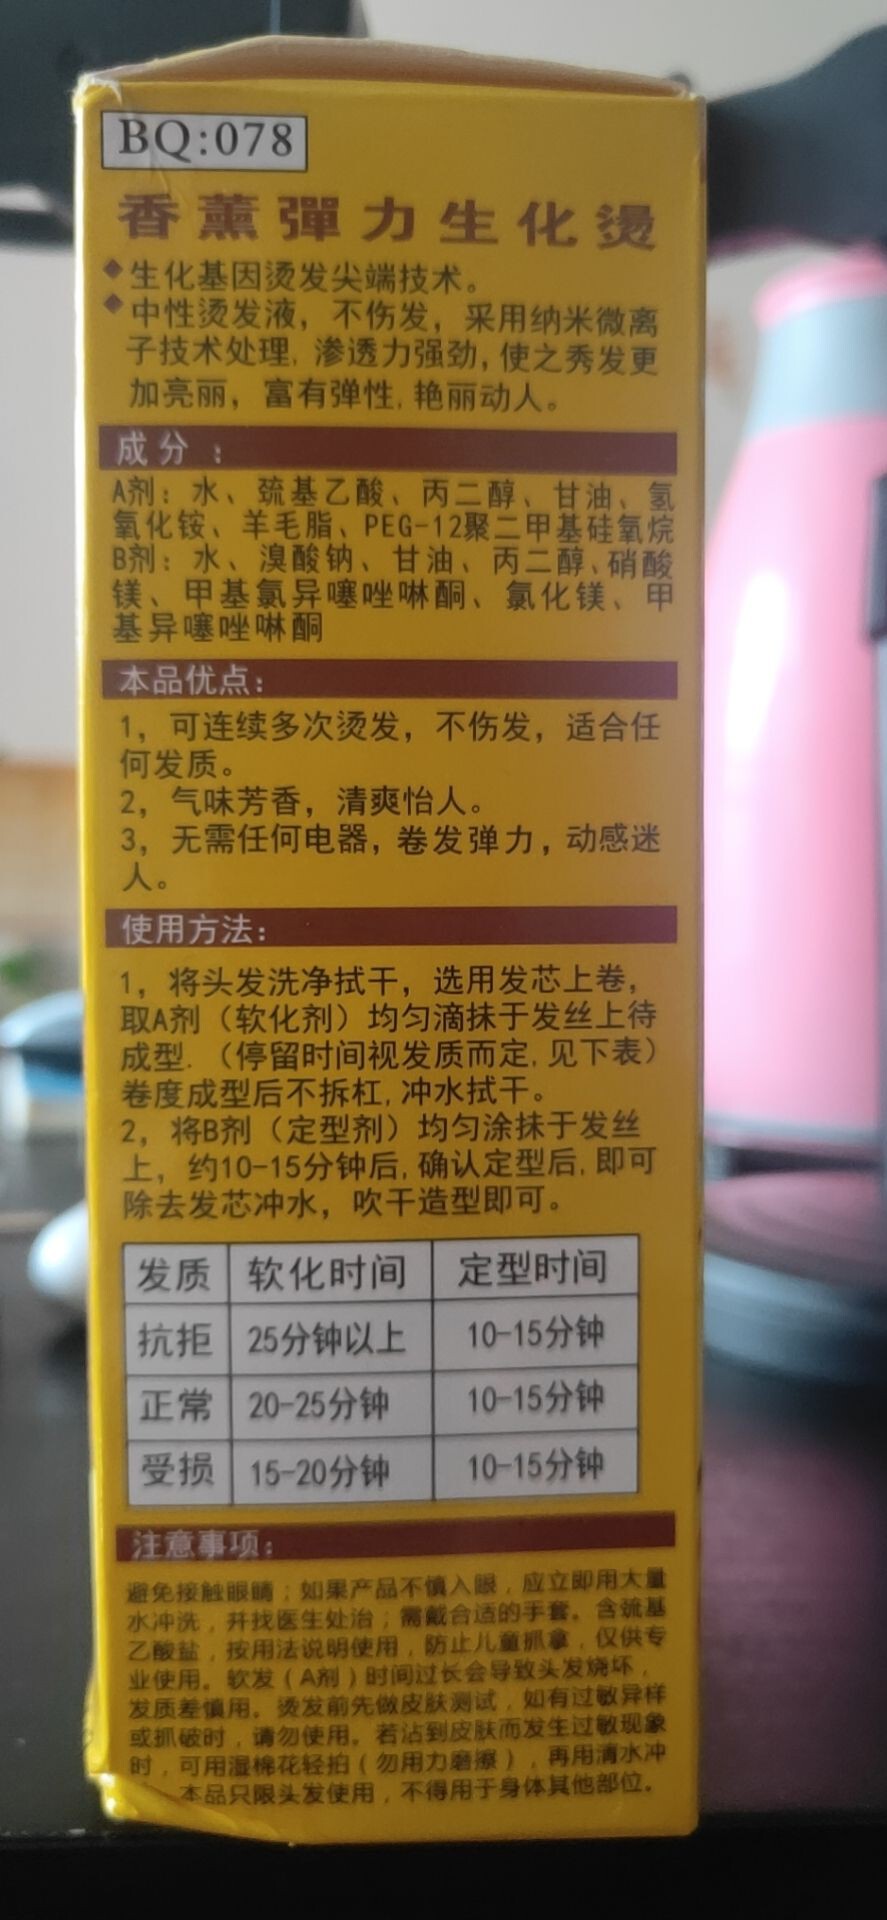 BQ:078
香薰彈力生化燙
生化基因烫发尖端技术。
中性烫发液，不伤发，采用纳米微离
子技术处理,渗透力强劲,使之秀发更
加亮丽，富有弹性,艳丽动人。
成分：
A剂：水、巯基乙酸、丙二醇、甘油、氢
氧化铵、羊毛脂、PEG-12聚二甲基硅氧烷
B剂：水、溴酸钠、甘油、丙二醇、硝酸
镁、甲基氯异噻唑啉酮、氯化镁、甲
基异噻唑啉酮
本品优点：
1，可连续多次烫发，不伤发，适合任
何发质。
2，气味芳香，清爽怡人。
3，无需任何电器，卷发弹力，动感迷
人。
使用方法：
1，将头发洗净拭干，选用发芯上卷，
取A剂（软化剂）均匀滴抹于发丝上待
成型.（停留时间视发质而定,见下表）
卷度成型后不拆杠,冲水拭干。
2，将B剂（定型剂）均匀涂抹于发丝
上，约10-15分钟后,确认定型后,即可
除去发芯冲水，吹干造型即可。
发质 软化时间 定型时间
抗拒 25分钟以上 10-15分钟
正常 20-25分钟 10-15分钟
受损 15-20分钟 10-15分钟
注意事项：
避免接触眼睛；如果产品不慎入眼，应立即用大量
水冲洗，并找医生处治；需戴合适的手套。含巯基
乙酸盐，按用法说明使用，防止儿童抓拿，仅供专
业使用。软发（A剂）时间过长会导致头发烧坏，
发质差慎用。烫发前先做皮肤测试，如有过敏异样
或抓破时，请勿使用。若沾到皮肤而发生过敏现象
时，可用湿棉花轻拍（勿用力磨擦），再用清水冲
本品只限头发使用，不得用于身体其他部位。